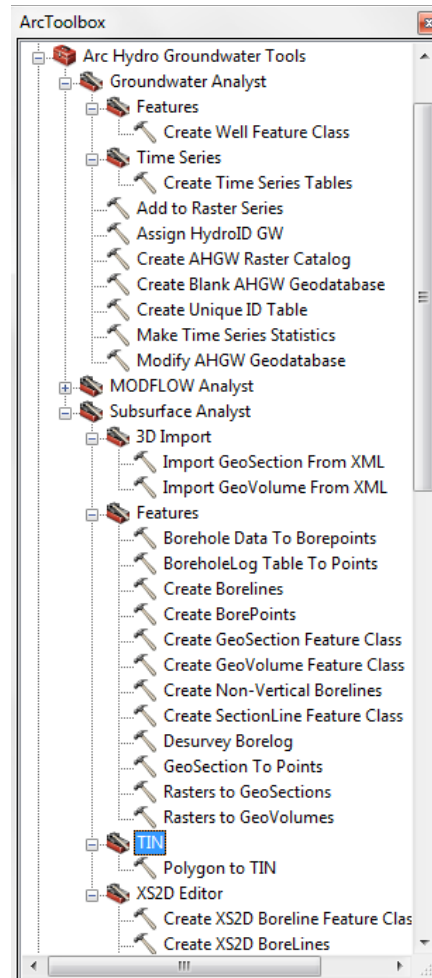 ArcToolbox
Arc Hydro Groundwater Tools
Groundwater Analyst
Features
Create Well Feature Class
Time Series
Create Time Series Tables
Add to Raster Series
Assign HydroID GW
Create AHGW Raster Catalog
Create Blank AHGW Geodatabase
Create Unique ID Table
Make Time Series Statistics
Modify AHGW Geodatabase
MODFLOW Analyst
Subsurface Analyst
3D Import
Import GeoSection From XML
Import GeoVolume From XML
Features
Borehole Data To Borepoints
BoreholeLog Table To Points
Create Borelines
Create BorePoints
Create GeoSection Feature Class
Create GeoVolume Feature Class
Create Non-Vertical Borelines
Create SectionLine Feature Class
Desurvey Borelog
GeoSection To Points
Rasters to GeoSections
Rasters to GeoVolumes
TIN
Polygon to TIN
XS2D Editor
Create XS2D Boreline Feature Clas
Create XS2D BoreLines